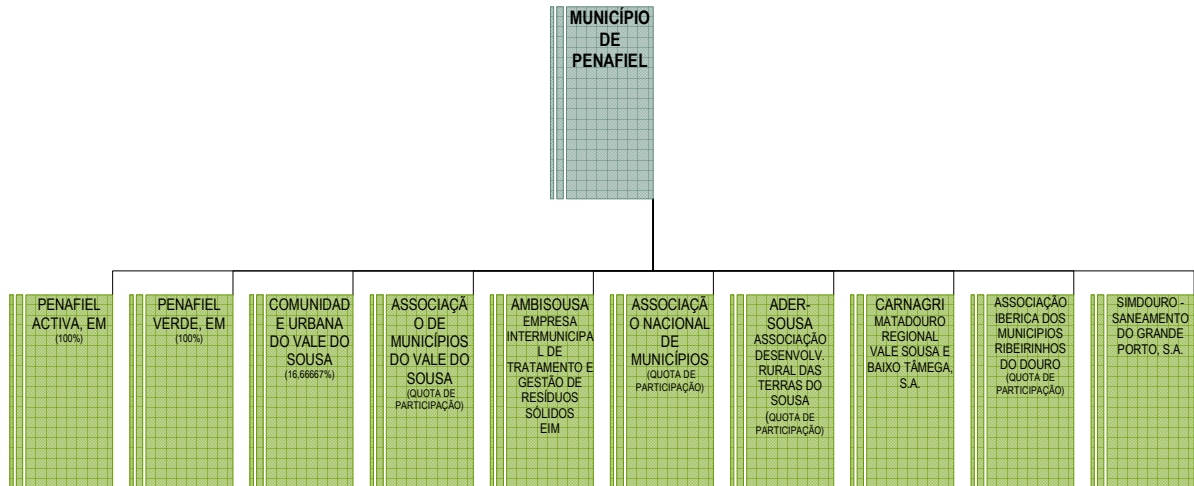 MUNICÍPIO
DE
PENAFIEL
PENAFIEL
ACTIVA, EM
(100%)
PENAFIEL
VERDE, EM
(100%)
COMUNIDAD
E URBANA
DO VALE DO
SOUSA
(16,66667%)
ASSOCIAÇÃ
O DE
MUNICÍPIOS
DO VALE DO
SOUSA
(QUOTA DE
PARTICIPAÇÃO)
AMBISOUSA
EMPRESA
INTERMUNICIPA
L DE
TRATAMENTO E
GESTÃO DE
RESÍDUOS
SÓLIDOS
EIM
ASSOCIAÇÃ
O NACIONAL
DE
MUNICÍPIOS
(QUOTA DE
PARTICIPAÇÃO)
ADER-
SOUSA
ASSOCIAÇÃO
DESENVOLV.
RURAL DAS
TERRAS DO
SOUSA
(QUOTA DE
PARTICIPAÇÃO)
CARNAGRI
MATADOURO
REGIONAL
VALE SOUSA E
BAIXO TÂMEGA,
S.A.
ASSOCIAÇÃO
IBERICA DOS
MUNICIPIOS
RIBEIRINHOS
DO DOURO
(QUOTA DE
PARTICIPAÇÃO)
SIMDOURO -
SANEAMENTO
DO GRANDE
PORTO, S.A.